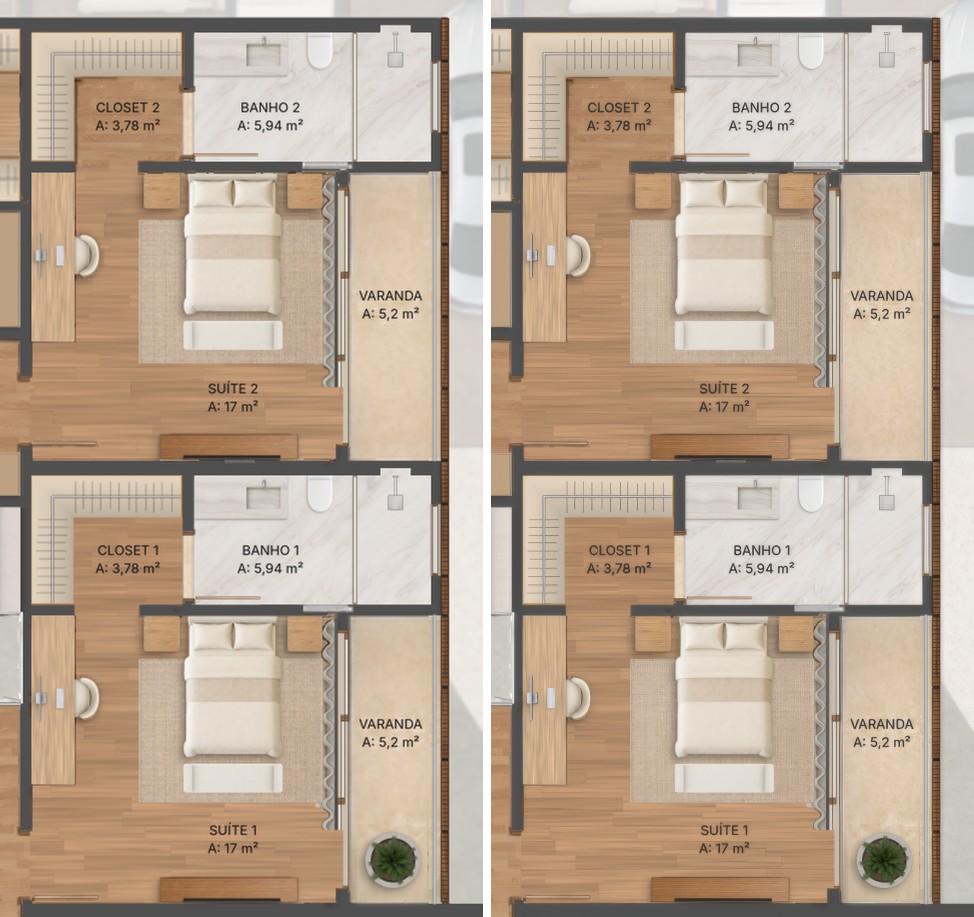 CLOSET 2
A: 3,78 m²
BANHO 2
A: 5,94 m²
VARANDA
A: 5,2 m²
SUÍTE 2
A: 17 m²
CLOSET 1
A: 3,78 m²
BANHO 1
A: 5,94 m²
VARANDA
A: 5,2 m²
SUÍTE 1
A: 17 m²
CLOSET 2
A: 3,78 m²
BANHO 2
A: 5,94 m²
VARANDA
A: 5,2 m²
SUÍTE 2
A: 17 m²
CLOSET 1
A: 3,78 m²
BANHO 1
A: 5,94 m²
VARANDA
A: 5,2 m²
SUÍTE 1
A: 17 m²